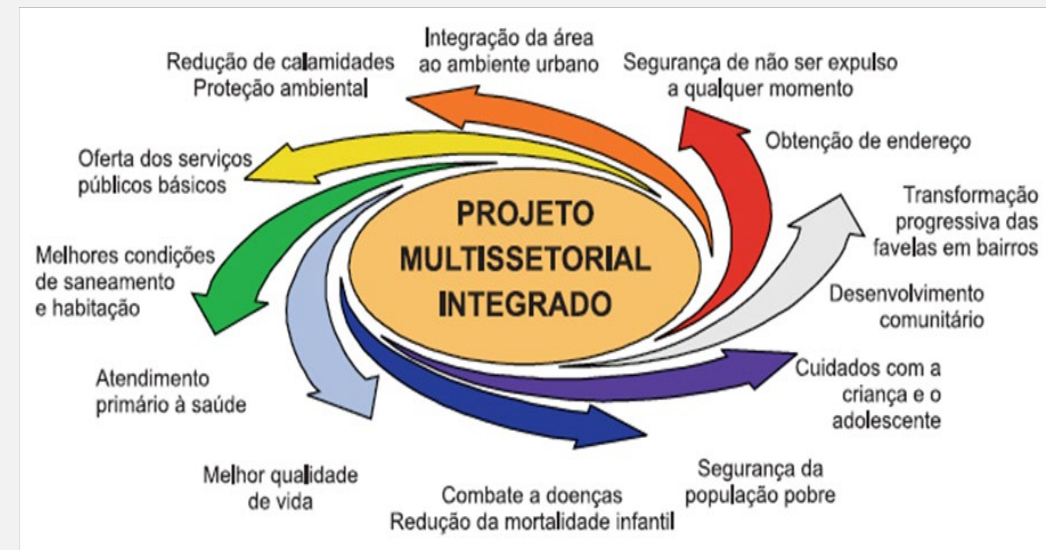 Integração da área
ao ambiente urbano
Redução de calamidades
Proteção ambiental
Segurança de não ser expulso
a qualquer momento
Obtenção de endereço
Oferta dos serviços
públicos básicos
Transformação
progressiva das
favelas em bairros
PROJETO
MULTISSETORIAL
INTEGRADO
Melhores condições
de saneamento
e habitação
Desenvolvimento
comunitário
Atendimento
primário à saúde
Cuidados com a
criança e o
adolescente
Melhor qualidade
de vida
Combate a doenças
Redução da mortalidade infantil
Segurança da
população pobre